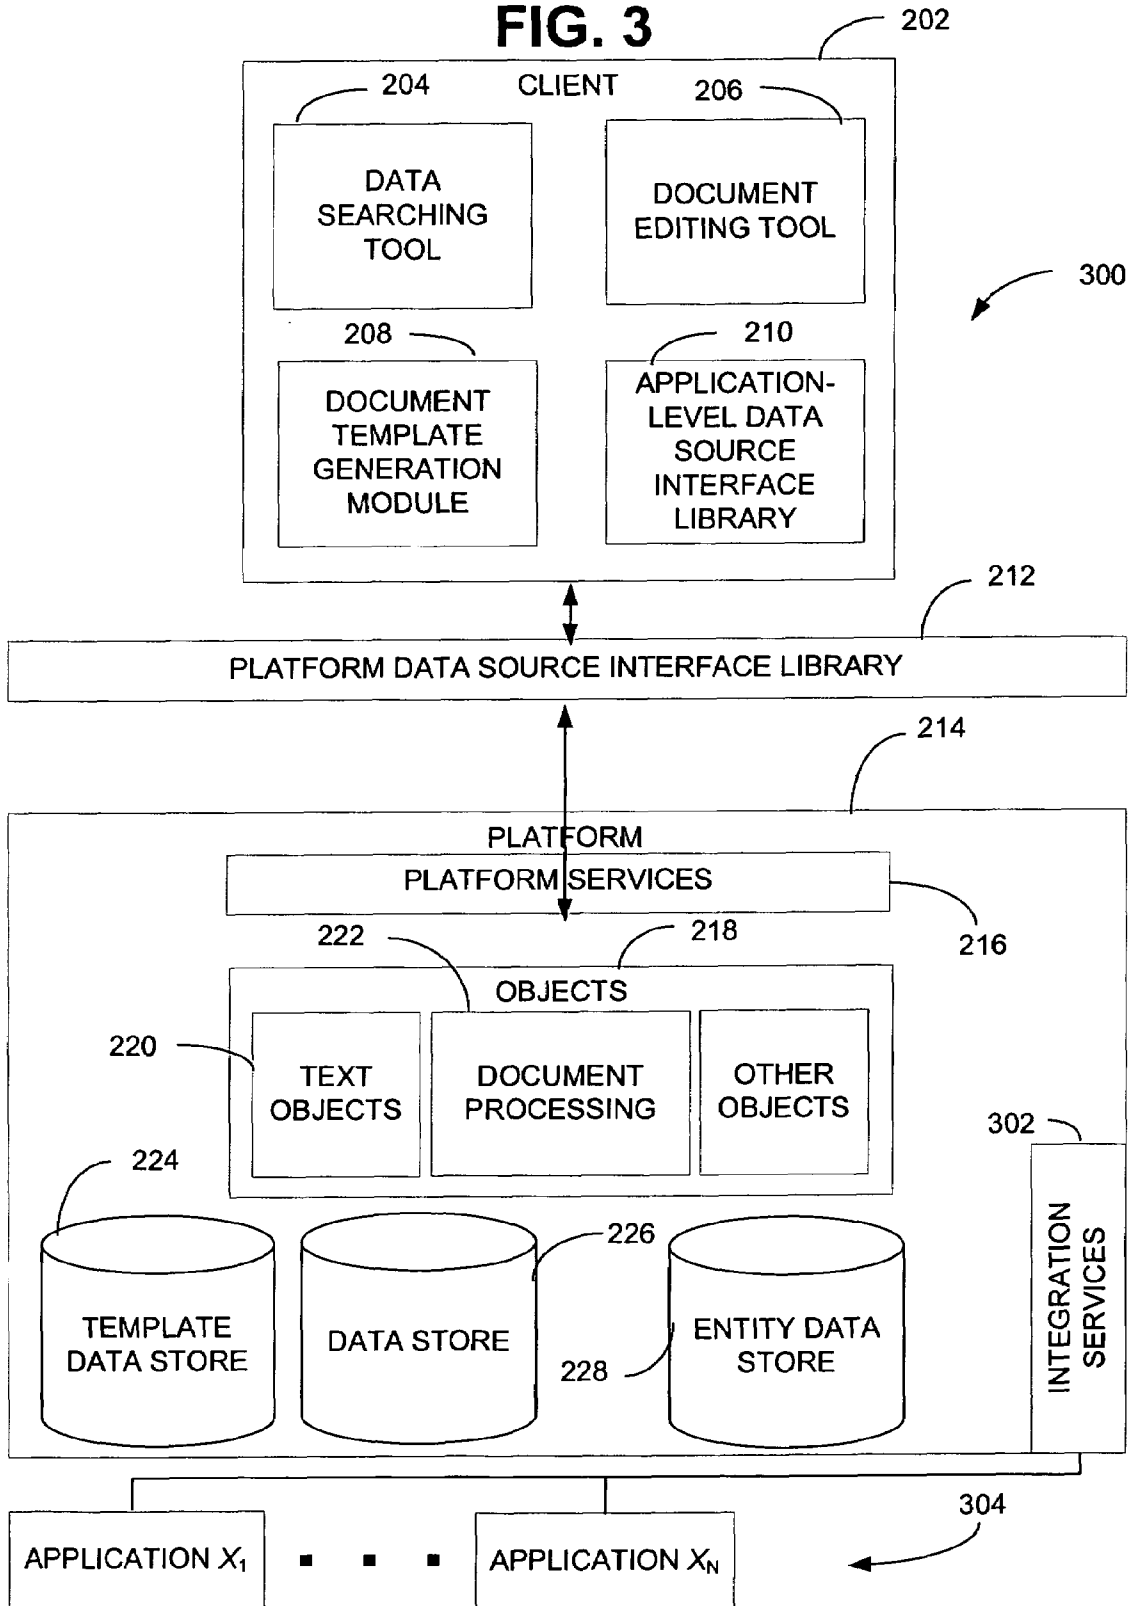 FIG. 3
202
CLIENT
204
206
DATA
SEARCHING
TOOL
DOCUMENT
EDITING TOOL
300
208
210
DOCUMENT
TEMPLATE
GENERATION
MODULE
APPLICATION-
LEVEL DATA
SOURCE
INTERFACE
LIBRARY
212
PLATFORM DATA SOURCE INTERFACE LIBRARY
214
PLATFORM
PLATFORM SERVICES
216
222
218
OBJECTS
220
TEXT
OBJECTS
DOCUMENT
PROCESSING
OTHER
OBJECTS
302
224
226
INTEGRATION
SERVICES
TEMPLATE
DATA STORE
DATA STORE
ENTITY DATA
STORE
228
304
APPLICATION X1
APPLICATION XN